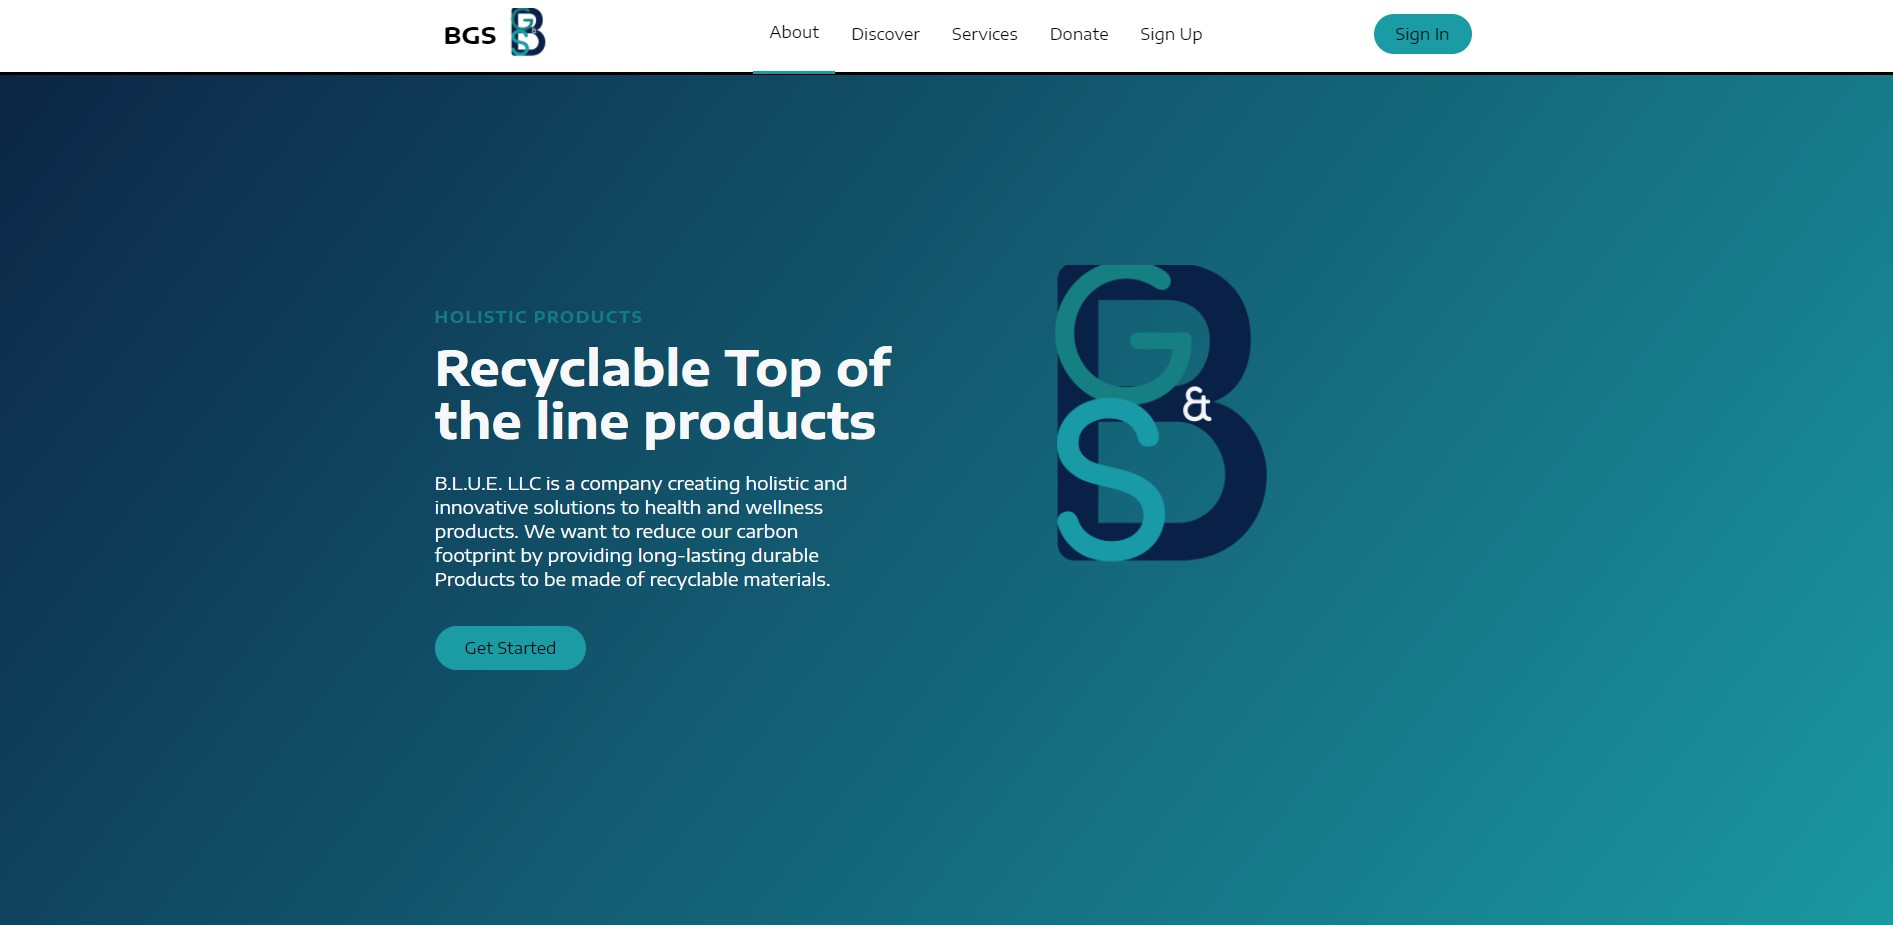 BGS
About Discover Services Donate Sign Up Sign In
HOLISTIC PRODUCTS
Recyclable Top of
the line products
B.L.U.E. LLC is a company creating holistic and
innovative solutions to health and wellness
products. We want to reduce our carbon
footprint by providing long-lasting durable
Products to be made of recyclable materials.
Get Started
B
G
&
S